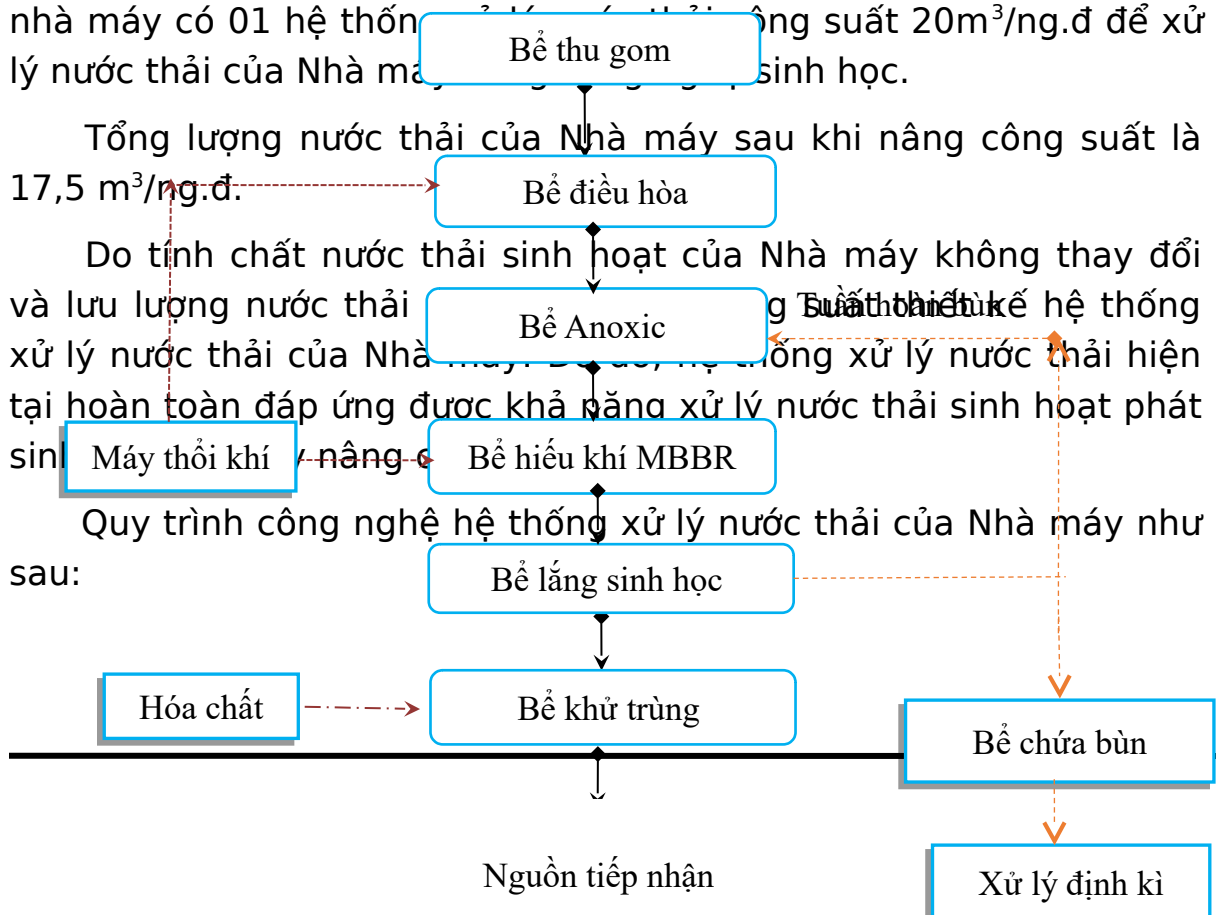 nhà máy có 01 hệ thống công suất 20m³/ng.đ để xử
lý nước thải của Nhà máy sinh học.
Tổng lượng nước thải của Nhà máy sau khi nâng công suất là
17,5 m³/ng.đ.
Do tính chất nước thải sinh hoạt của Nhà máy không thay đổi
và lưu lượng nước thải suất thiết kế hệ thống
xử lý nước thải của Nhà máy. Do đó, hệ thống xử lý nước thải hiện
tại hoàn toàn đáp ứng được khả năng xử lý nước thải sinh hoạt phát
nâng
Quy trình công nghệ hệ thống xử lý nước thải của Nhà máy như
sau:
Bể thu gom
Bể điều hòa
Bể Anoxic
Tuần hoàn bùn
Máy thổi khí
Bể hiếu khí MBBR
Bể lắng sinh học
Hóa chất
Bể khử trùng
Bể chứa bùn
Nguồn tiếp nhận
Xử lý định kì